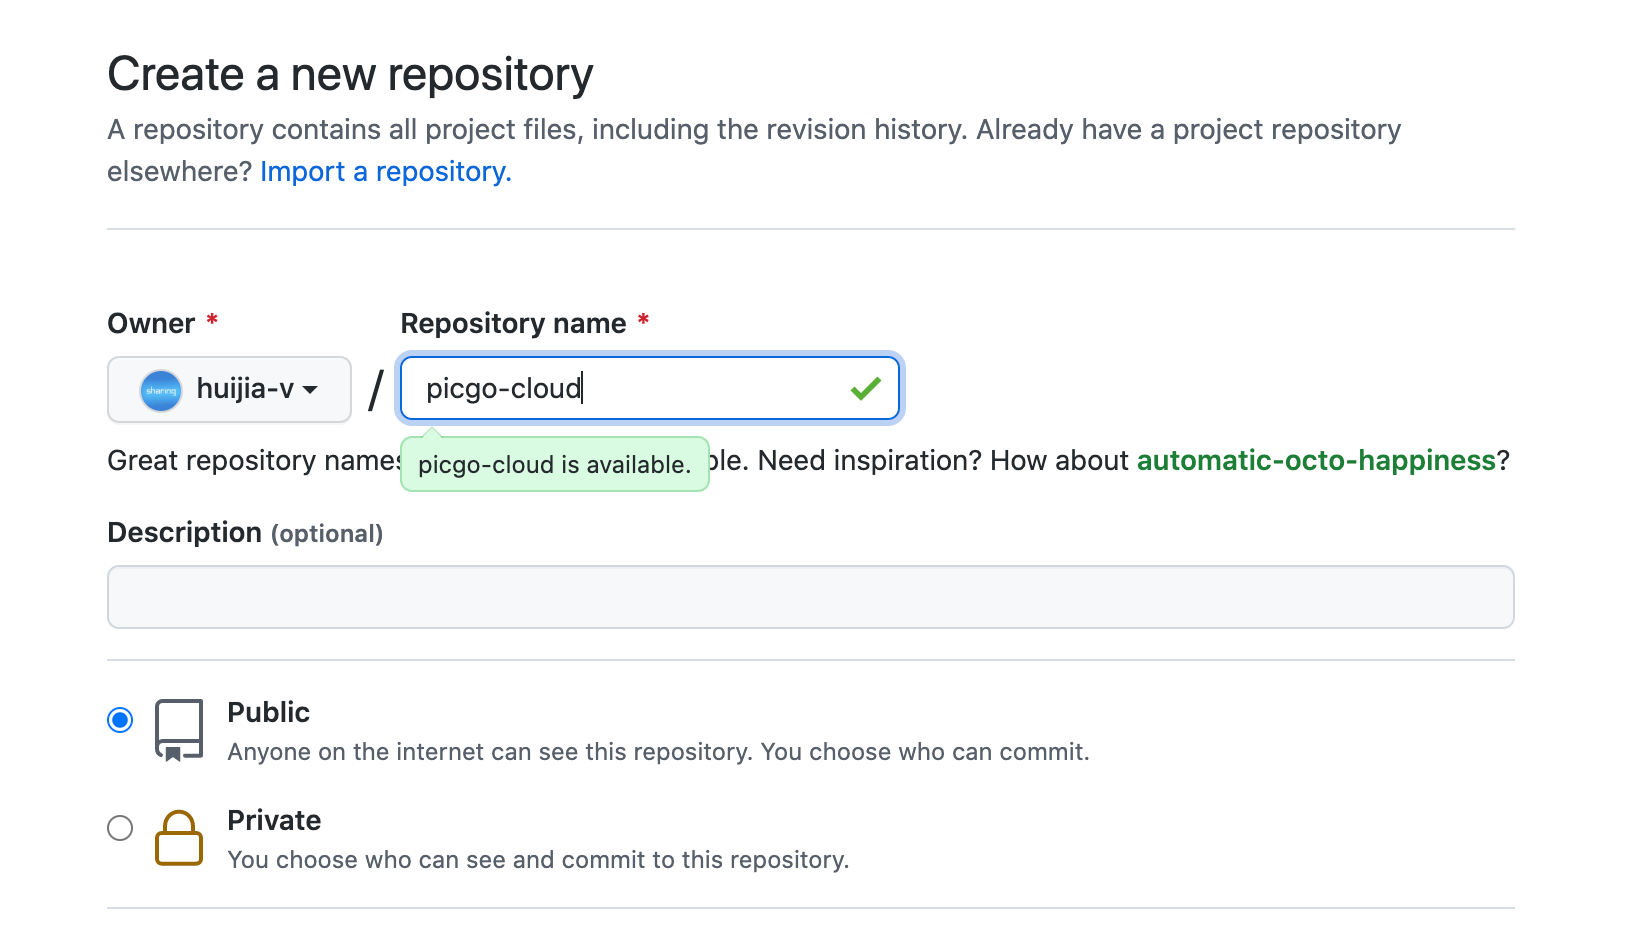 Create a new repository
A repository contains all project files, including the revision history. Already have a project repository
elsewhere? Import a repository.
Owner *
Repository name *
sharing huijia-v / picgo-cloud
Great repository names ple. Need inspiration? How about automatic-octo-happiness?
picgo-cloud is available.
Description (optional)
Public
Anyone on the internet can see this repository. You choose who can commit.
Private
You choose who can see and commit to this repository.